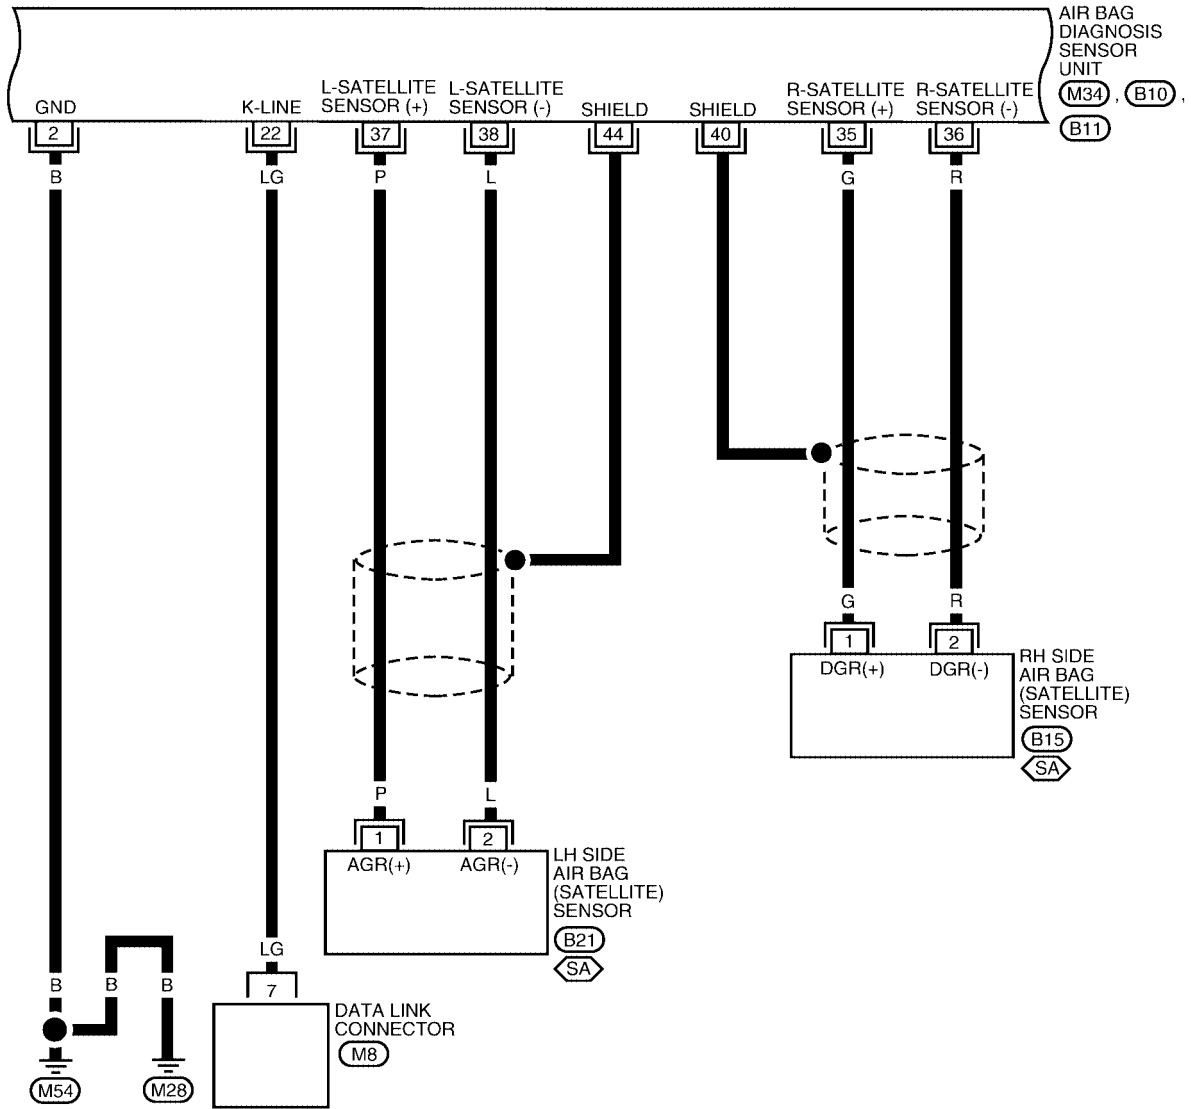 AIR BAG
DIAGNOSIS
SENSOR
UNIT
M34 , B10 ,
B11
GND
K-LINE
L-SATELLITE
SENSOR (+)
L-SATELLITE
SENSOR (-)
SHIELD
SHIELD
R-SATELLITE
SENSOR (+)
R-SATELLITE
SENSOR (-)
2 22 37 38 44 40 35 36
B LG P L G R
G R
1 2
DGR(+) DGR(-)
RH SIDE
AIR BAG
(SATELLITE)
SENSOR
B15
SA
P L
1 2
AGR(+) AGR(-)
LH SIDE
AIR BAG
(SATELLITE)
SENSOR
B21
SA
LG
B B B
7
DATA LINK
CONNECTOR
M8
M54 M28